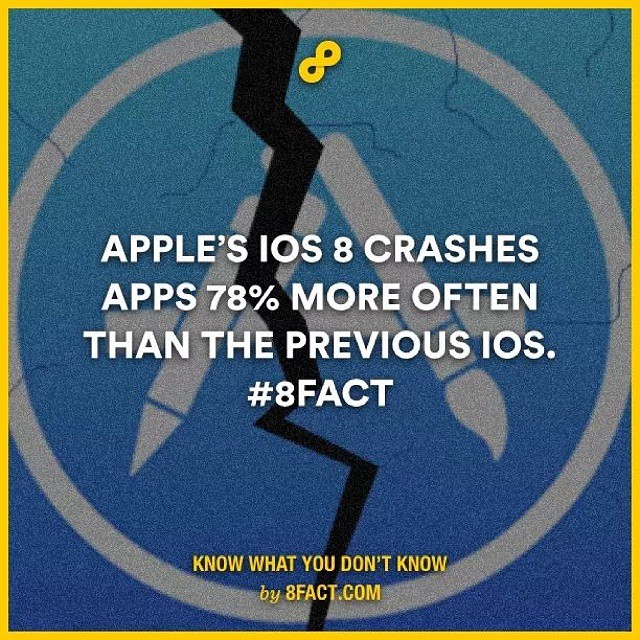 APPLE'S IOS 8 CRASHES
APPS 78% MORE OFTEN
THAN THE PREVIOUS IOS.
#8FACT
KNOW WHAT YOU DON'T KNOW
by 8FACT.COM